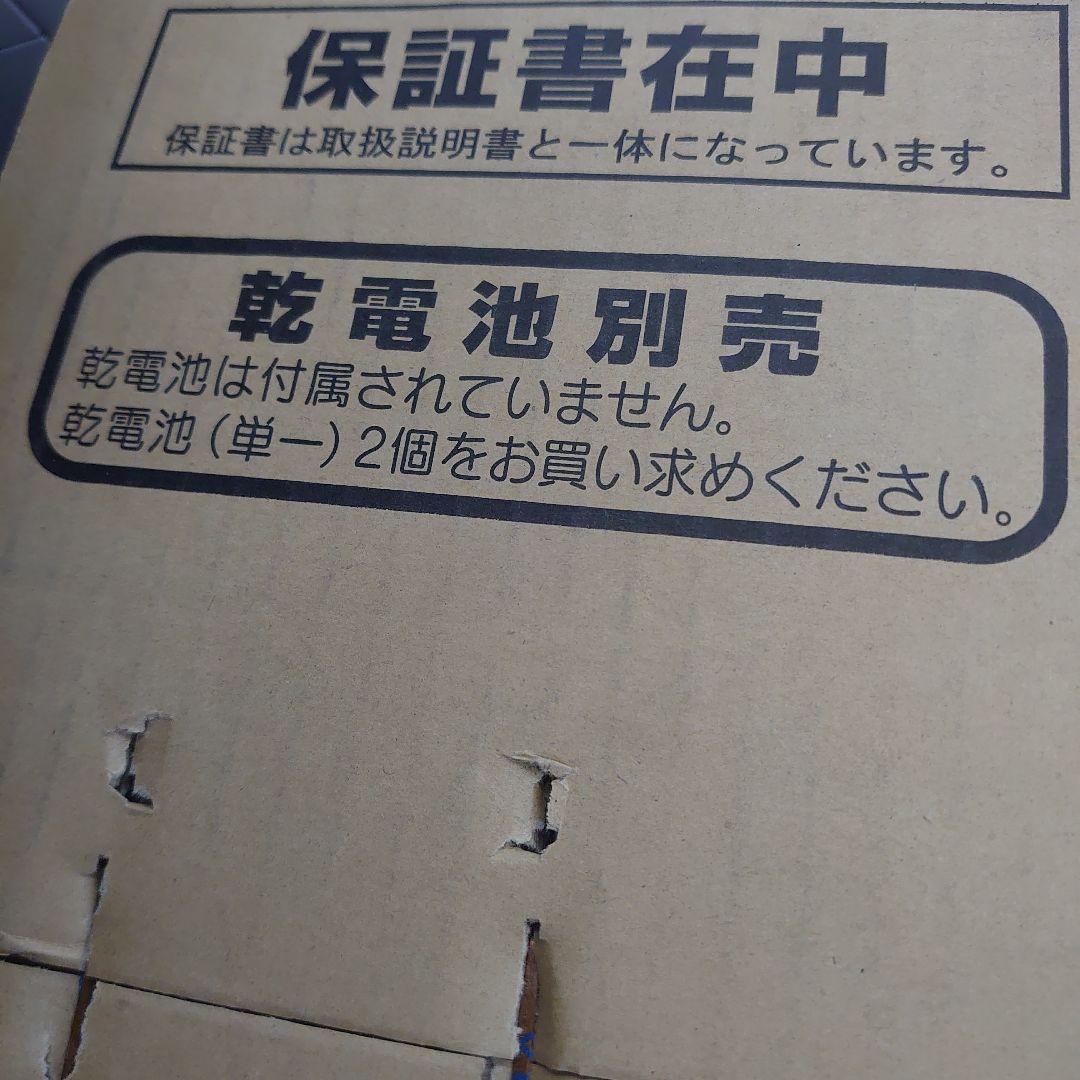 保証書在中
保証書は取扱説明書と一体になっています。
乾電池別売
乾電池は付属されていません。
乾電池(単一)2個をお買い求めください。